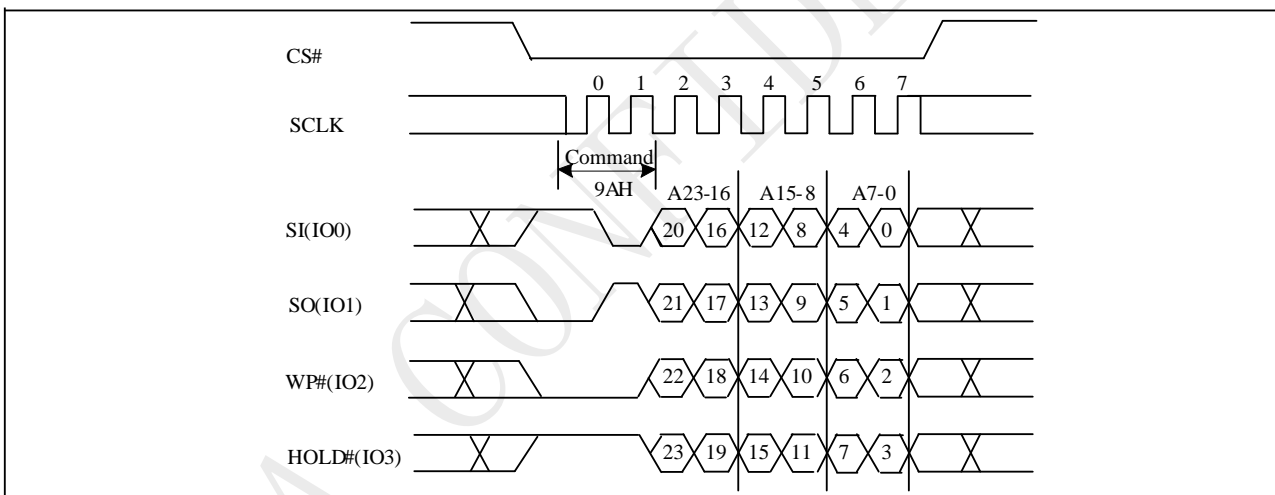 CS#
0 1 2 3 4 5 6 7
SCLK
Command
9AH
A23-16 A15-8 A7-0
SI(IO0) 20 16 12 8 4 0
SO(IO1) 21 17 13 9 5 1
WP#(IO2) 22 18 14 10 6 2
HOLD#(IO3) 23 19 15 11 7 3
A CONFIDE